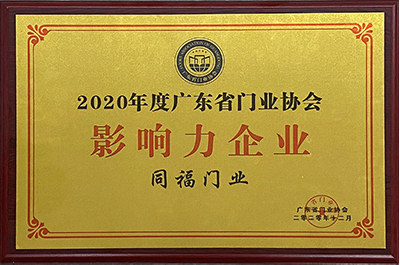 2020年度广东省门业协会
影响力企业
同福门业
广东省门业协会
二零二零年十二月